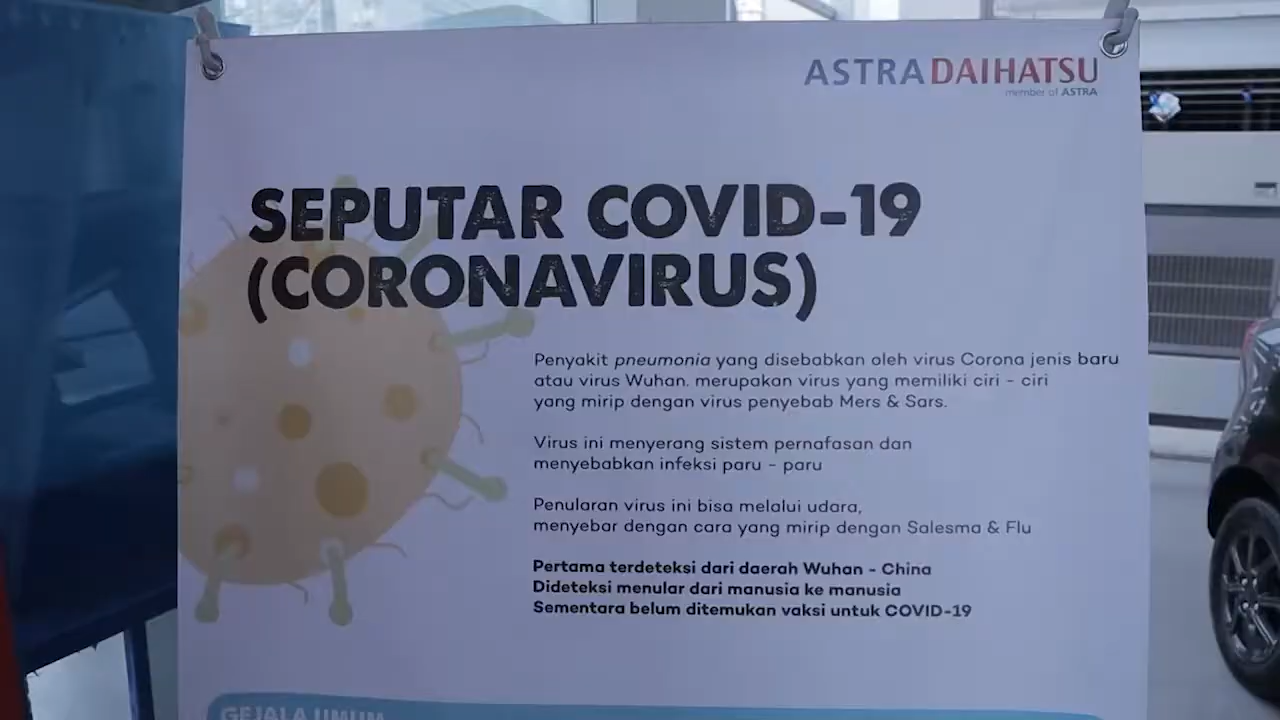 ASTRA DAIHATSU
member of ASTRA
SEPUTAR COVID-19
(CORONAVIRUS)
Penyakit pneumonia yang disebabkan oleh virus Corona jenis baru
atau virus Wuhan. merupakan virus yang memiliki ciri - ciri
yang mirip dengan virus penyebab Mers & Sars.
Virus ini menyerang sistem pernafasan dan
menyebabkan infeksi paru - paru
Penularan virus ini bisa melalui udara,
menyebar dengan cara yang mirip dengan Salesma & Flu
Pertama terdeteksi dari daerah Wuhan - China
Dideteksi menular dari manusia ke manusia
Sementara belum ditemukan vaksi untuk COVID-19
GEJALA UMUM